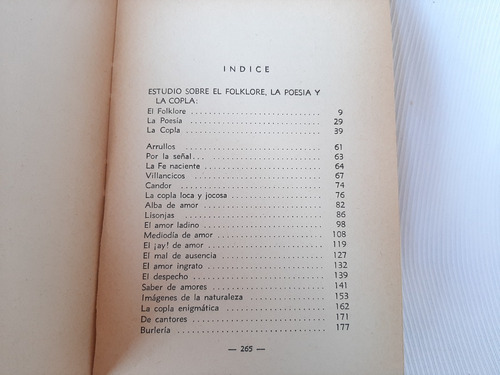 INDICE
ESTUDIO SOBRE EL FOLKLORE, LA POESIA Y
LA COPLA:
El Folklore . . . . . . . . . . . . . . . . . . . . 9
La Poesía . . . . . . . . . . . . . . . . . . . . 29
La Copla . . . . . . . . . . . . . . . . . . . . 39
Arrullos . . . . . . . . . . . . . . . . . . . . 61
Por la señal... . . . . . . . . . . . . . . . . . . . . 63
La Fe naciente . . . . . . . . . . . . . . . . . . . . 64
Villancicos . . . . . . . . . . . . . . . . . . . . 67
Candor . . . . . . . . . . . . . . . . . . . . 74
La copla loca y jocosa . . . . . . . . . . . . . . . . . . . . 76
Alba de amor . . . . . . . . . . . . . . . . . . . . 82
Lisonjas . . . . . . . . . . . . . . . . . . . . 86
El amor ladino . . . . . . . . . . . . . . . . . . . . 98
Mediodía de amor . . . . . . . . . . . . . . . . . . . . 108
El ¡ay! de amor . . . . . . . . . . . . . . . . . . . . 119
El mal de ausencia . . . . . . . . . . . . . . . . . . . . 127
El amor ingrato . . . . . . . . . . . . . . . . . . . . 132
El despecho . . . . . . . . . . . . . . . . . . . . 139
Saber de amores . . . . . . . . . . . . . . . . . . . . 141
Imágenes de la naturaleza . . . . . . . . . . . . . . . . . . . . 153
La copla enigmática . . . . . . . . . . . . . . . . . . . . 162
De cantores . . . . . . . . . . . . . . . . . . . . 171
Burlería . . . . . . . . . . . . . . . . . . . . 177
— 265 —